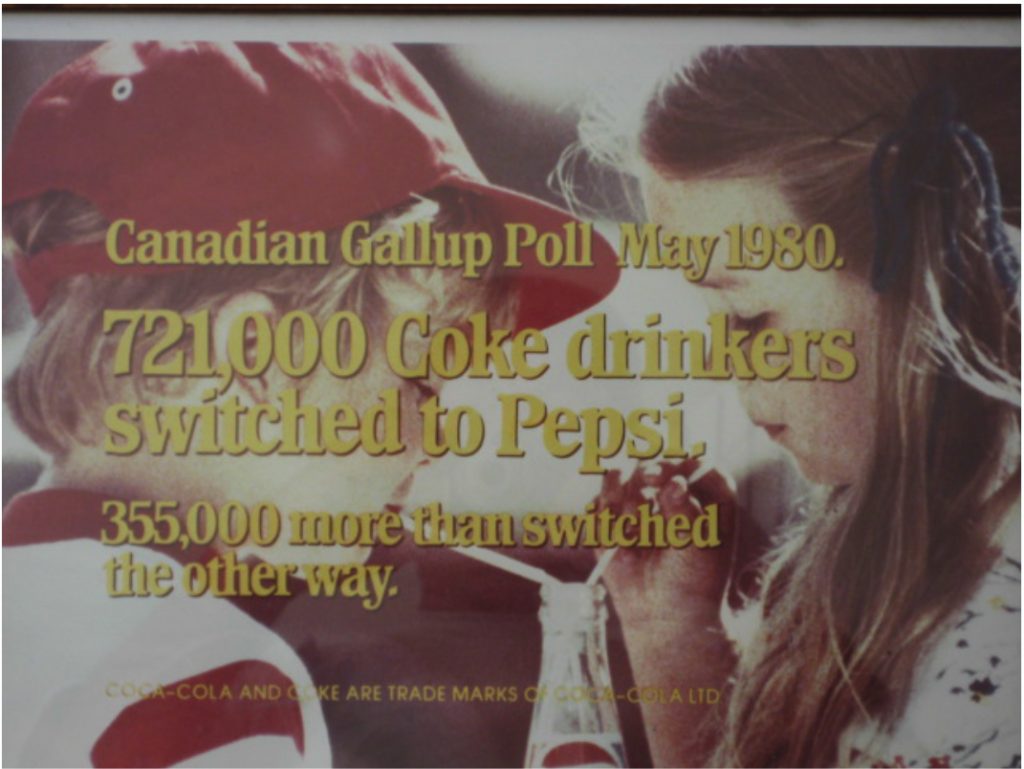 Canadian Gallup Poll May 1980.
721,000 Coke drinkers
switched to Pepsi.
355,000 more than switched
the other way.
COCA-COLA AND COKE ARE TRADE MARKS OF COCA-COLA LTD